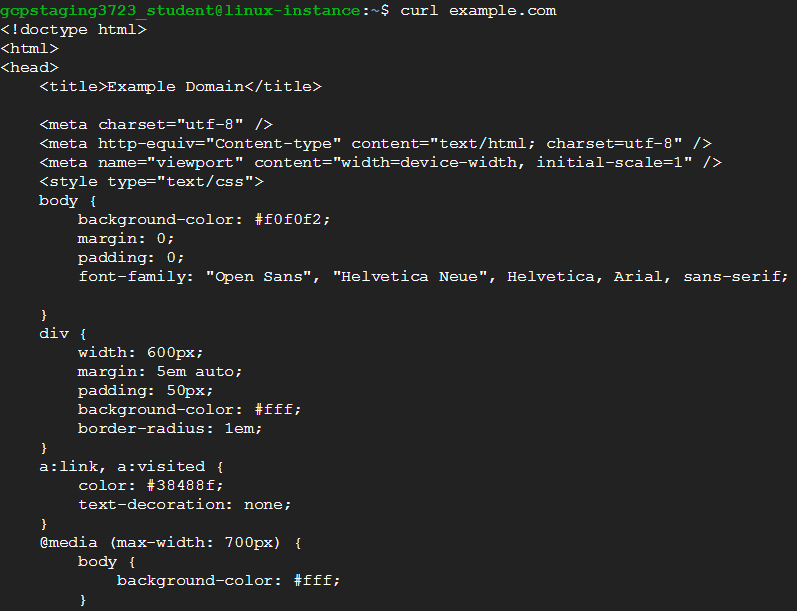 gcpstaging3723_student@linux-instance:~$ curl example.com
<!doctype html>
<html>
<head>
    <title>Example Domain</title>

    <meta charset="utf-8" />
    <meta http-equiv="Content-type" content="text/html; charset=utf-8" />
    <meta name="viewport" content="width=device-width, initial-scale=1" />
    <style type="text/css">
    body {
        background-color: #f0f0f2;
        margin: 0;
        padding: 0;
        font-family: "Open Sans", "Helvetica Neue", Helvetica, Arial, sans-serif;

    }
    div {
        width: 600px;
        margin: 5em auto;
        padding: 50px;
        background-color: #fff;
        border-radius: 1em;
    }
    a:link, a:visited {
        color: #38488f;
        text-decoration: none;
    }
    @media (max-width: 700px) {
        body {
            background-color: #fff;
        }